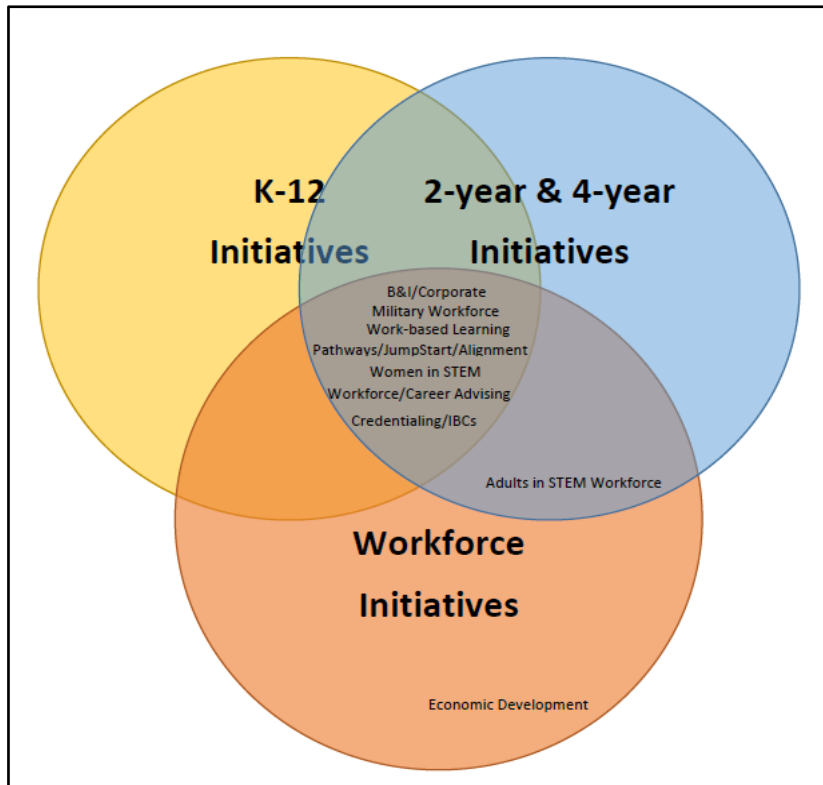 K-12
Initiatives
2-year & 4-year
Initiatives
B&I/Corporate
Military Workforce
Work-based Learning
Pathways/JumpStart/Alignment
Women in STEM
Workforce/Career Advising
Credentialing/IBCs
Adults in STEM Workforce
Workforce
Initiatives
Economic Development